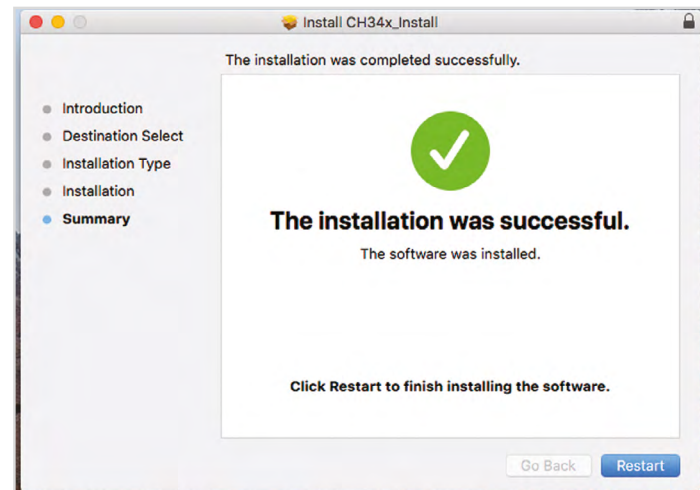 Install CH34x_Install
The installation was completed successfully.
Introduction
Destination Select
Installation Type
Installation
Summary
The installation was successful.
The software was installed.
Click Restart to finish installing the software.
Go Back
Restart